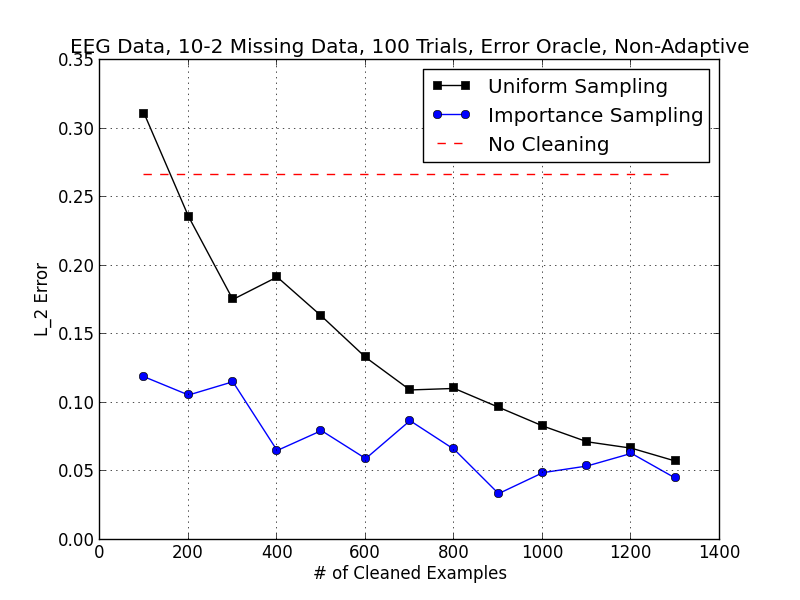 EEG Data, 10-2 Missing Data, 100 Trials, Error Oracle, Non-Adaptive
Uniform Sampling
Importance Sampling
No Cleaning
0.35
0.30
0.25
0.20
0.15
0.10
0.05
0.00
L_2 Error
0 200 400 600 800 1000 1200 1400
# of Cleaned Examples